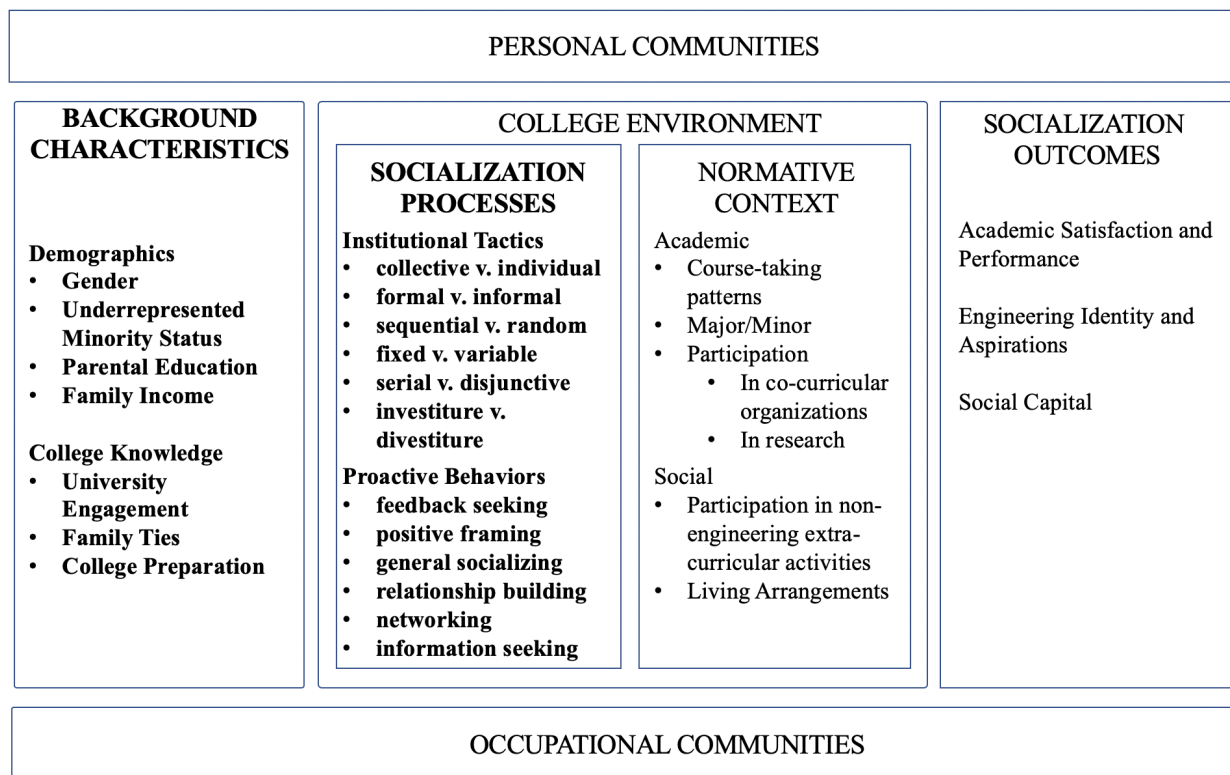 PERSONAL COMMUNITIES
BACKGROUND
CHARACTERISTICS
Demographics
• Gender
• Underrepresented
Minority Status
• Parental Education
• Family Income
College Knowledge
• University
Engagement
• Family Ties
• College Preparation
COLLEGE ENVIRONMENT
SOCIALIZATION
PROCESSES
Institutional Tactics
• collective v. individual
• formal v. informal
• sequential v. random
• fixed v. variable
• serial v. disjunctive
• investiture v.
divestiture
Proactive Behaviors
• feedback seeking
• positive framing
• general socializing
• relationship building
• networking
• information seeking
NORMATIVE
CONTEXT
Academic
• Course-taking
patterns
• Major/Minor
• Participation
• In co-curricular
organizations
• In research
Social
• Participation in non-
engineering extra-
curricular activities
• Living Arrangements
SOCIALIZATION
OUTCOMES
Academic Satisfaction and
Performance
Engineering Identity and
Aspirations
Social Capital
OCCUPATIONAL COMMUNITIES